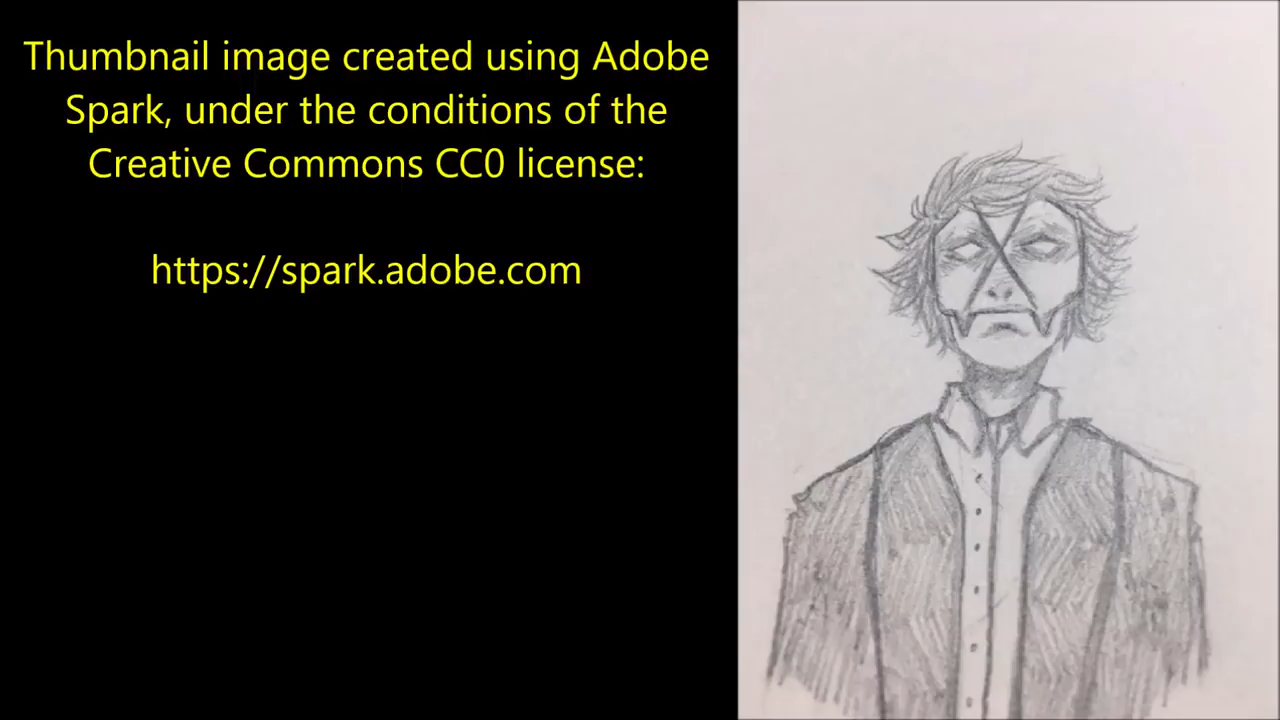 Thumbnail image created using Adobe
Spark, under the conditions of the
Creative Commons CC0 license:
https://spark.adobe.com